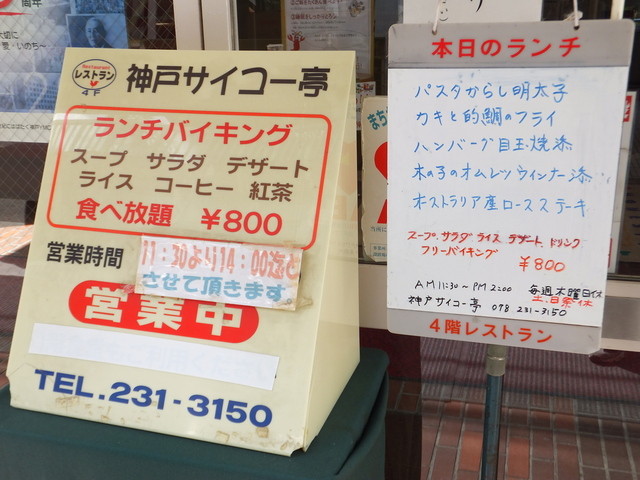 Restaurant
レストラン
4F
神戸サイコー亭
ランチバイキング
スープ サラダ デザート
ライス コーヒー 紅茶
食べ放題 ¥800
営業時間
11:30より14:00迄と
させて頂きます
営業中
TEL.231-3150
本日のランチ
パスタからし明太子
カキと的鯛のフライ
ハンバーグ目玉焼添
木の子のオムレツウインナー添
オストラリア産ロースステーキ
スープ サラダ ライス デザート ドリンク
フリーバイキング ¥800
AM11:30~PM2:00 毎週木曜日休
土.日祭休
神戸サイコー亭 078 231-3150
4階レストラン